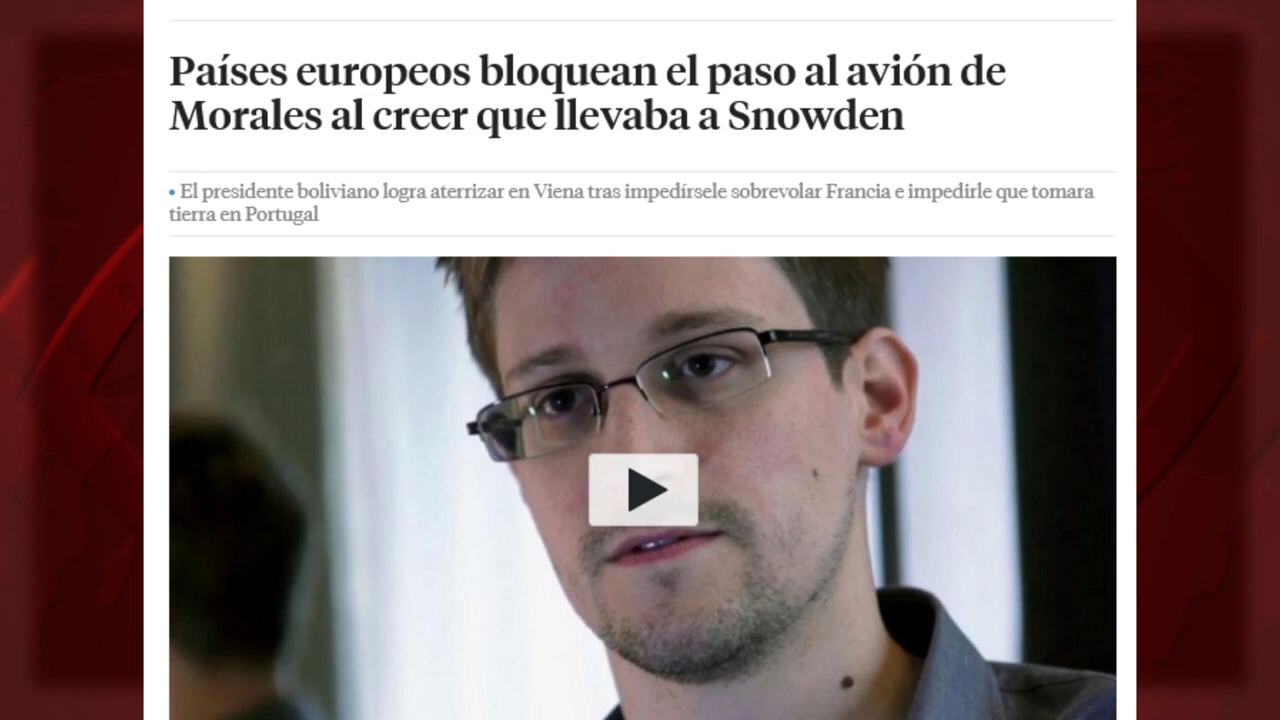 Países europeos bloquean el paso al avión de
Morales al creer que llevaba a Snowden
• El presidente boliviano logra aterrizar en Viena tras impedírsele sobrevolar Francia e impedirle que tomara
tierra en Portugal